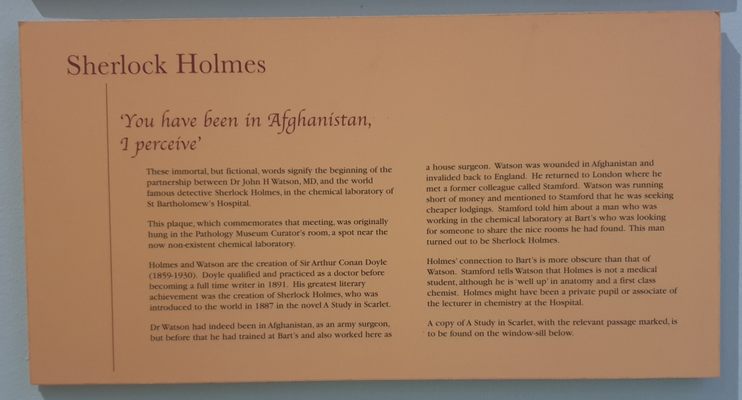 Sherlock Holmes
'You have been in Afghanistan,
I perceive'
These immortal, but fictional, words signify the beginning of the
partnership between Dr John H Watson, MD, and the world
famous detective Sherlock Holmes, in the chemical laboratory of
St Bartholomew's Hospital.
This plaque, which commemorates that meeting, was originally
hung in the Pathology Museum Curator's room, a spot near the
now non-existent chemical laboratory.
Holmes and Watson are the creation of Sir Arthur Conan Doyle
(1859-1930). Doyle qualified and practiced as a doctor before
becoming a full time writer in 1891. His greatest literary
achievement was the creation of Sherlock Holmes, who was
introduced to the world in 1887 in the novel A Study in Scarlet.
Dr Watson had indeed been in Afghanistan, as an army surgeon,
but before that he had trained at Bart's and also worked here as
a house surgeon. Watson was wounded in Afghanistan and
invalided back to England. He returned to London where he
met a former colleague called Stamford. Watson was running
short of money and mentioned to Stamford that he was seeking
cheaper lodgings. Stamford told him about a man who was
working in the chemical laboratory at Bart's who was looking
for someone to share the nice rooms he had found. This man
turned out to be Sherlock Holmes.
Holmes' connection to Bart's is more obscure than that of
Watson. Stamford tells Watson that Holmes is not a medical
student, although he is 'well up' in anatomy and a first class
chemist. Holmes might have been a private pupil or associate of
the lecturer in chemistry at the Hospital.
A copy of A Study in Scarlet, with the relevant passage marked, is
to be found on the window-sill below.